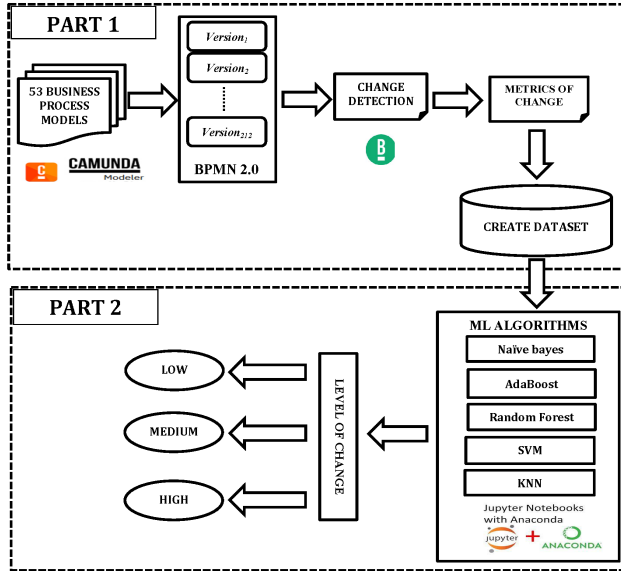 PART 1
53 BUSINESS
PROCESS
MODELS
C
CAMUNDA
Modeler
Version1
Version2
Version212
BPMN 2.0
CHANGE
DETECTION
B
METRICS OF
CHANGE
CREATE DATASET
PART 2
ML ALGORITHMS
Naïve bayes
AdaBoost
Random Forest
SVM
KNN
Jupyter Notebooks
with Anaconda
jupyter + ANACONDA
LEVEL OF CHANGE
LOW
MEDIUM
HIGH